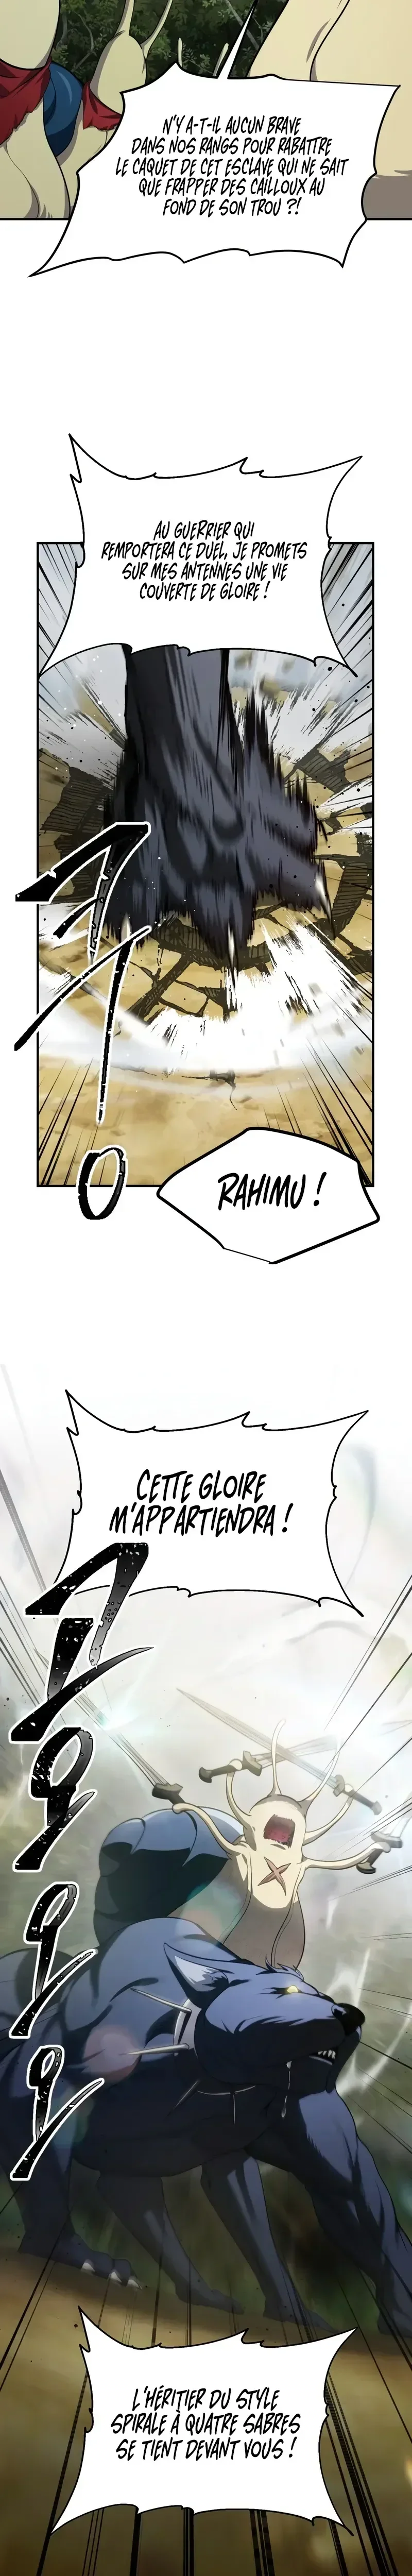 N'Y A-T-IL AUCUN BRAVE
DANS NOS RANGS POUR RABATTRE
LE CAQUET DE CET ESCLAVE QUI NE SAIT
QUE FRAPPER DES CAILLOUX AU
FOND DE SON TROU ?!
AU GUERRIER QUI
REMPORTERA CE DUEL, JE PROMETS
SUR MES ANTENNES UNE VIE
COUVERTE DE GLOIRE !
RAHIMU !
CETTE GLOIRE
M'APPARTIENDRA !
L'HÉRITIER DU STYLE
SPIRALE À QUATRE SABRES
SE TIENT DEVANT VOUS !